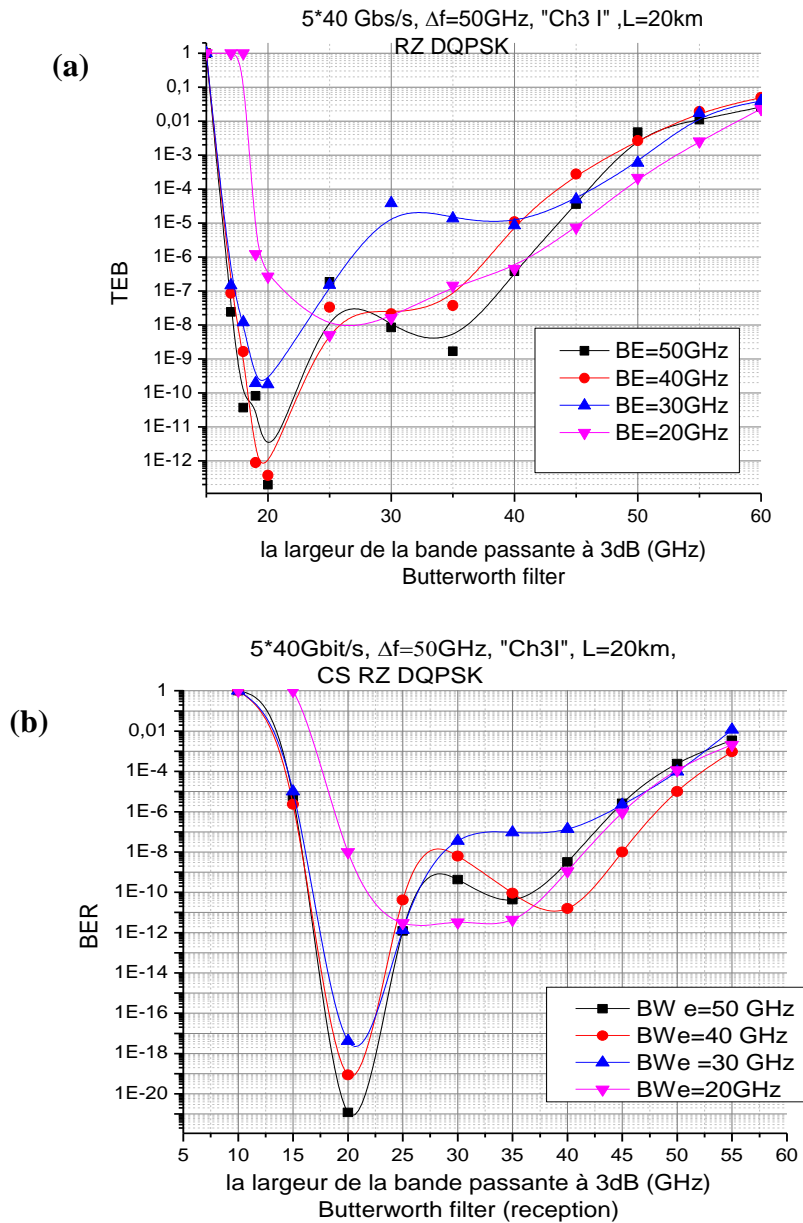 5*40 Gbs/s, Δf=50GHz, "Ch3 I" ,L=20km
RZ DQPSK
(a)
1
0,1
0,01
1E-3
1E-4
1E-5
1E-6
1E-7
1E-8
1E-9
1E-10
1E-11
1E-12
TEB
BE=50GHz
BE=40GHz
BE=30GHz
BE=20GHz
20 30 40 50 60
la largeur de la bande passante à 3dB (GHz)
Butterworth filter
5*40Gbit/s, Δf=50GHz, "Ch3I", L=20km,
CS RZ DQPSK
(b)
1
0,01
1E-4
1E-6
1E-8
1E-10
1E-12
1E-14
1E-16
1E-18
1E-20
BER
BW e=50 GHz
BWe=40 GHz
BWe =30 GHz
BWe=20GHz
5 10 15 20 25 30 35 40 45 50 55 60
la largeur de la bande passante à 3dB (GHz)
Butterworth filter (reception)